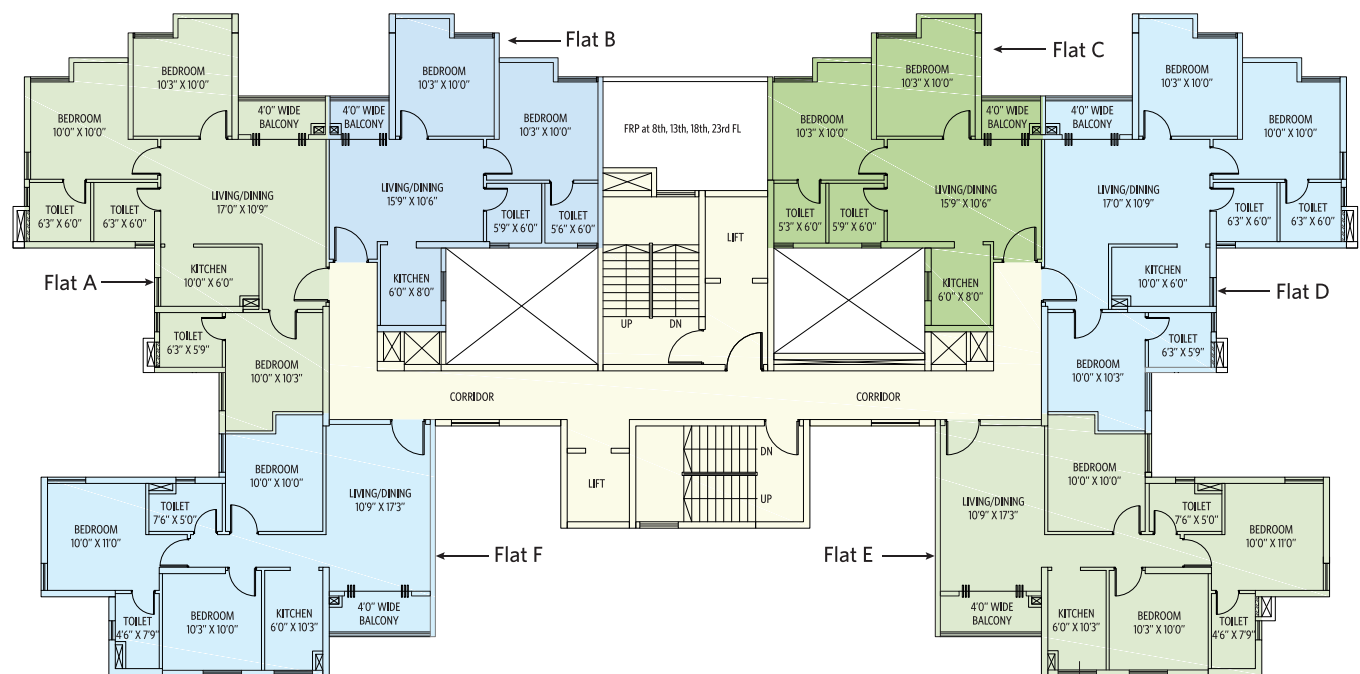 Flat B
Flat C
BEDROOM
10'3" X 10'0"
BEDROOM
10'0" X 10'0"
4'0" WIDE
BALCONY
LIVING/DINING
17'0" X 10'9"
TOILET
6'3" X 6'0"
TOILET
6'3" X 6'0"
KITCHEN
10'0" X 6'0"
Flat A
TOILET
6'3" X 5'9"
BEDROOM
10'0" X 10'3"
BEDROOM
10'3" X 10'0"
BEDROOM
10'3" X 10'0"
4'0" WIDE
BALCONY
LIVING/DINING
15'9" X 10'6"
TOILET
5'9" X 6'0"
TOILET
5'6" X 6'0"
KITCHEN
6'0" X 8'0"
FRP at 8th, 13th, 18th, 23rd FL
LIFT
UP
DN
BEDROOM
10'3" X 10'0"
BEDROOM
10'3" X 10'0"
4'0" WIDE
BALCONY
LIVING/DINING
15'9" X 10'6"
TOILET
5'3" X 6'0"
TOILET
5'9" X 6'0"
KITCHEN
6'0" X 8'0"
BEDROOM
10'3" X 10'0"
BEDROOM
10'0" X 10'0"
4'0" WIDE
BALCONY
LIVING/DINING
17'0" X 10'9"
TOILET
6'3" X 6'0"
TOILET
6'3" X 6'0"
KITCHEN
10'0" X 6'0"
Flat D
TOILET
6'3" X 5'9"
BEDROOM
10'0" X 10'3"
CORRIDOR
CORRIDOR
BEDROOM
10'0" X 10'0"
LIVING/DINING
10'9" X 17'3"
TOILET
7'6" X 5'0"
BEDROOM
10'0" X 11'0"
Flat F
TOILET
4'6" X 7'9"
BEDROOM
10'3" X 10'0"
KITCHEN
6'0" X 10'3"
4'0" WIDE
BALCONY
LIFT
DN
UP
LIVING/DINING
10'9" X 17'3"
BEDROOM
10'0" X 10'0"
TOILET
7'6" X 5'0"
BEDROOM
10'0" X 11'0"
Flat E
4'0" WIDE
BALCONY
KITCHEN
6'0" X 10'3"
BEDROOM
10'3" X 10'0"
TOILET
4'6" X 7'9"